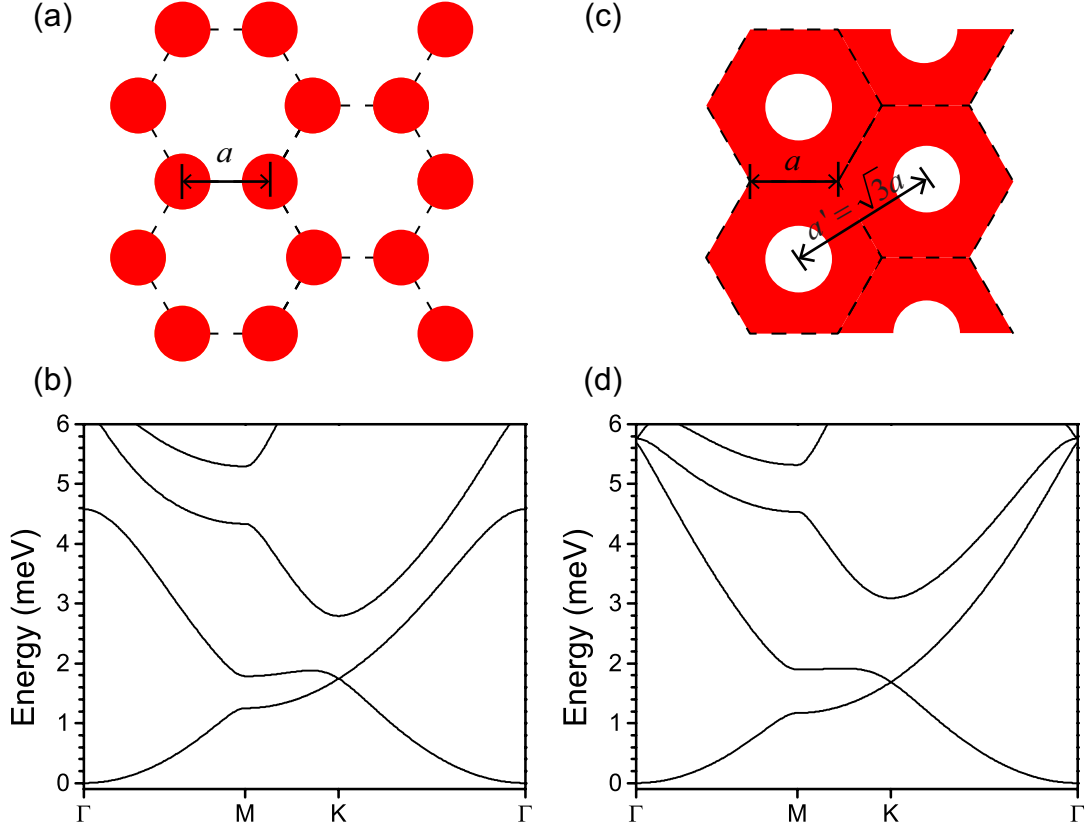 (a)
a
(c)
a
a' = √3a
(b)
Energy (meV)
6
5
4
3
2
1
0
Γ
M
K
Γ
(d)
Energy (meV)
6
5
4
3
2
1
0
Γ
M
K
Γ